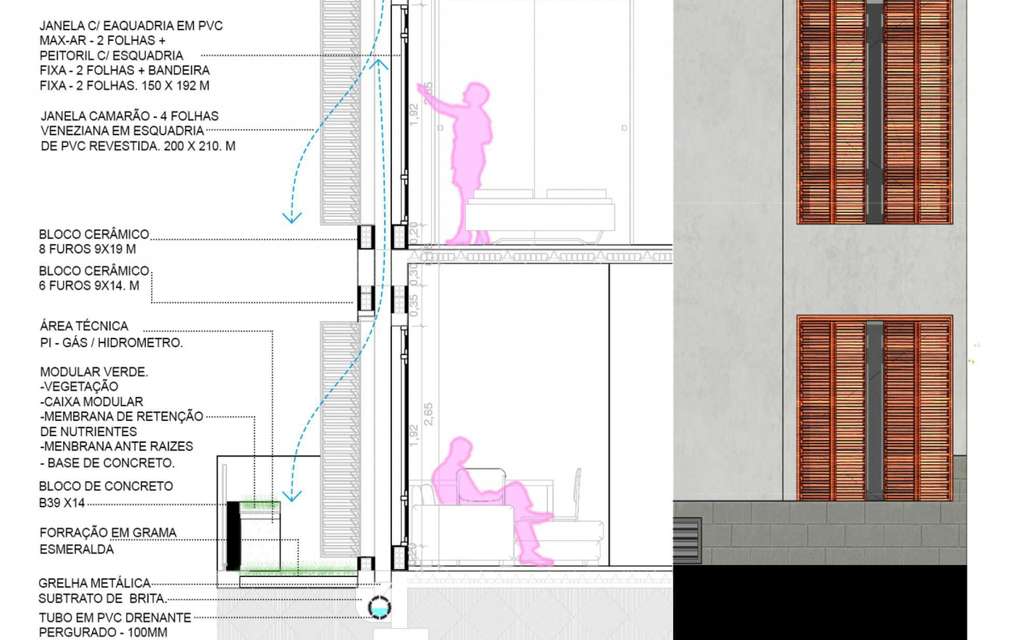 JANELA C/ EAQUADRIA EM PVC
MAX-AR - 2 FOLHAS +
PEITORIL C/ ESQUADRIA
FIXA - 2 FOLHAS + BANDEIRA
FIXA - 2 FOLHAS. 150 X 192 M
JANELA CAMARÃO - 4 FOLHAS
VENEZIANA EM ESQUADRIA
DE PVC REVESTIDA. 200 X 210. M
BLOCO CERÂMICO
8 FUROS 9X19 M
BLOCO CERÂMICO
6 FUROS 9X14. M
ÁREA TÉCNICA
PI - GÁS / HIDROMETRO.
MODULAR VERDE.
-VEGETAÇÃO
-CAIXA MODULAR
-MEMBRANA DE RETENÇÃO
DE NUTRIENTES
-MENBRANA ANTE RAIZES
- BASE DE CONCRETO.
BLOCO DE CONCRETO
B39 X14
FORRAÇÃO EM GRAMA
ESMERALDA
GRELHA METÁLICA
SUBTRATO DE BRITA.
TUBO EM PVC DRENANTE
PERGURADO - 100MM
1,92
0,20
0,30
0,35
2,65
1,92